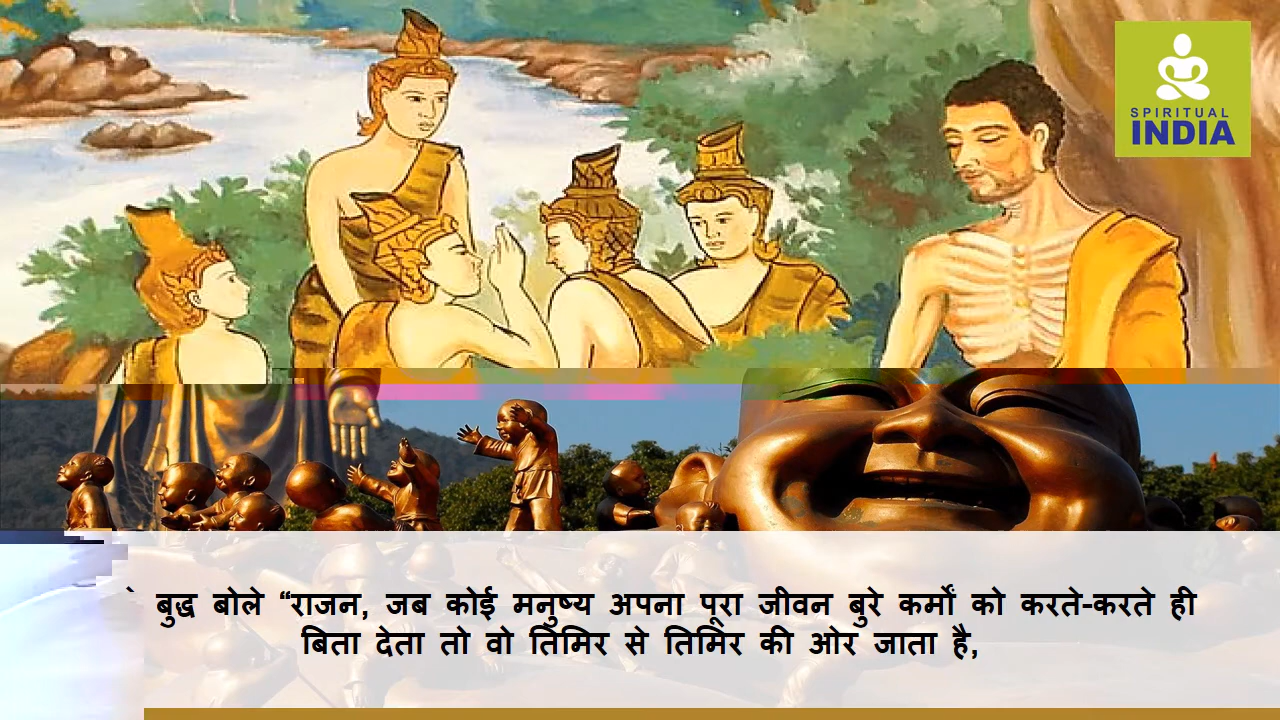 SPIRITUAL
INDIA
बुद्ध बोले “राजन, जब कोई मनुष्य अपना पूरा जीवन बुरे कर्मों को करते-करते ही
बिता देता तो वो तिमिर से तिमिर की ओर जाता है,